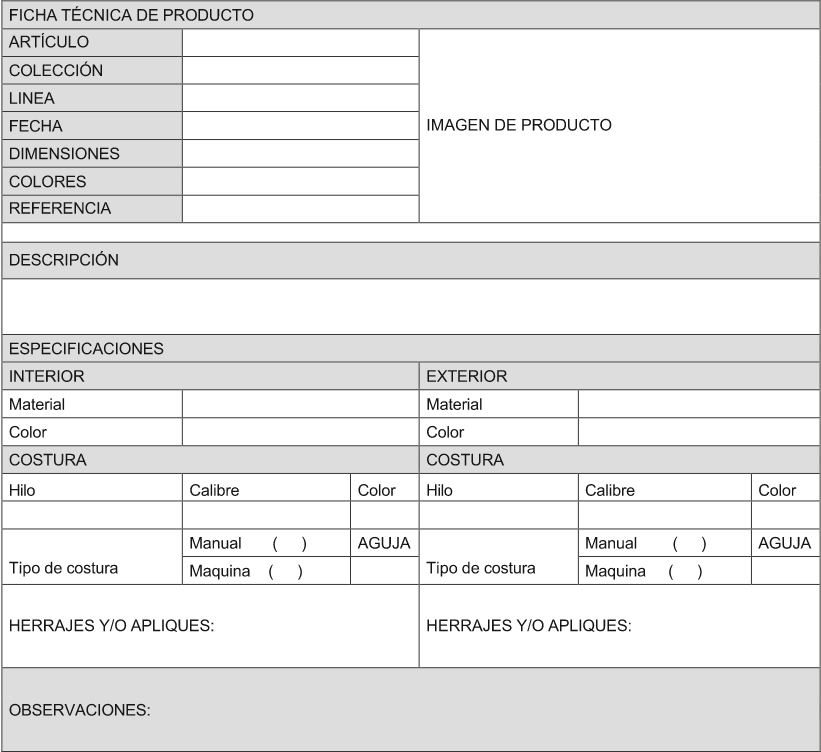 FICHA TÉCNICA DE PRODUCTO
ARTÍCULO
COLECCIÓN
LINEA
FECHA
IMAGEN DE PRODUCTO
DIMENSIONES
COLORES
REFERENCIA
DESCRIPCIÓN
ESPECIFICACIONES
INTERIOR EXTERIOR
Material Material
Color Color
COSTURA COSTURA
Hilo Calibre Color Hilo Calibre Color
Manual ( ) AGUJA Manual ( ) AGUJA
Tipo de costura Maquina ( ) Tipo de costura Maquina ( )
HERRAJES Y/O APLIQUES: HERRAJES Y/O APLIQUES:
OBSERVACIONES: